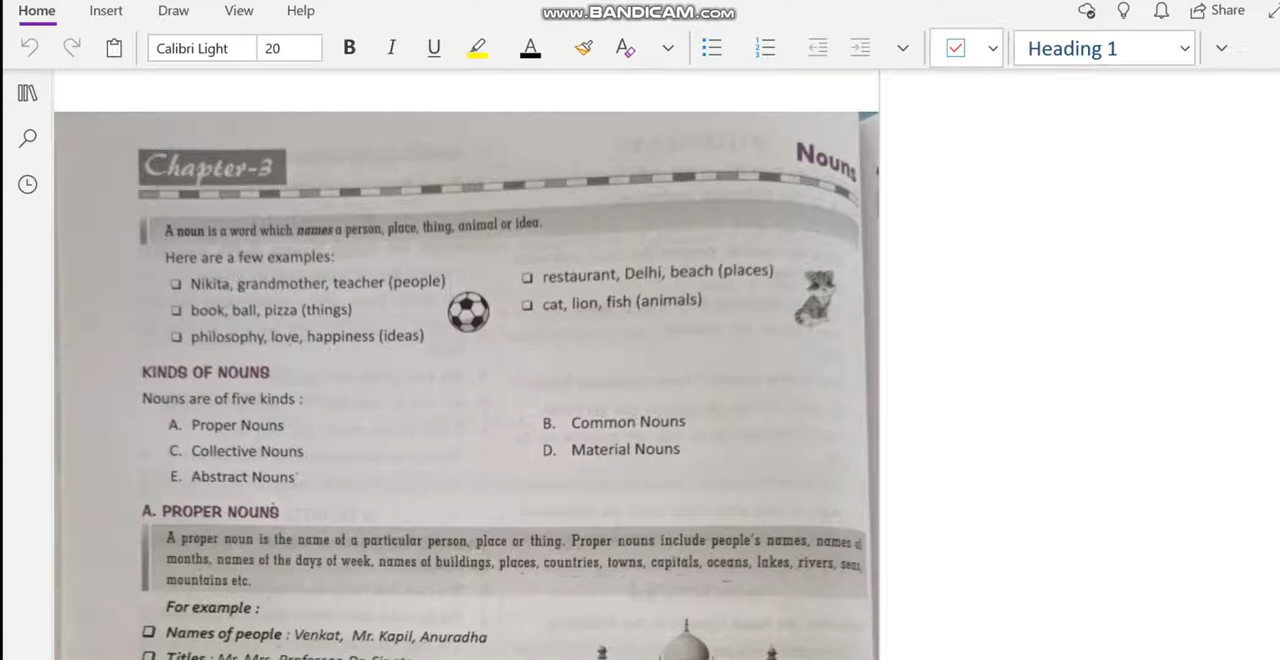 Home Insert Draw View Help
www.BANDICAM.com
Share
Calibri Light 20 B I U A A Heading 1
Chapter-3
Nouns
A noun is a word which names a person, place, thing, animal or idea.
Here are a few examples:
❑ Nikita, grandmother, teacher (people)
❑ restaurant, Delhi, beach (places)
❑ book, ball, pizza (things)
❑ cat, lion, fish (animals)
❑ philosophy, love, happiness (ideas)
KINDS OF NOUNS
Nouns are of five kinds :
A. Proper Nouns
B. Common Nouns
C. Collective Nouns
D. Material Nouns
E. Abstract Nouns
A. PROPER NOUNS
A proper noun is the name of a particular person, place or thing. Proper nouns include people's names, names
months, names of the days of week, names of buildings, places, countries, towns, capitals, oceans, lakes, rivers, seas,
mountains etc.
For example :
❑ Names of people : Venkat, Mr. Kapil, Anuradha
❑ Titles : Mr. Mrs. Professor Dr.